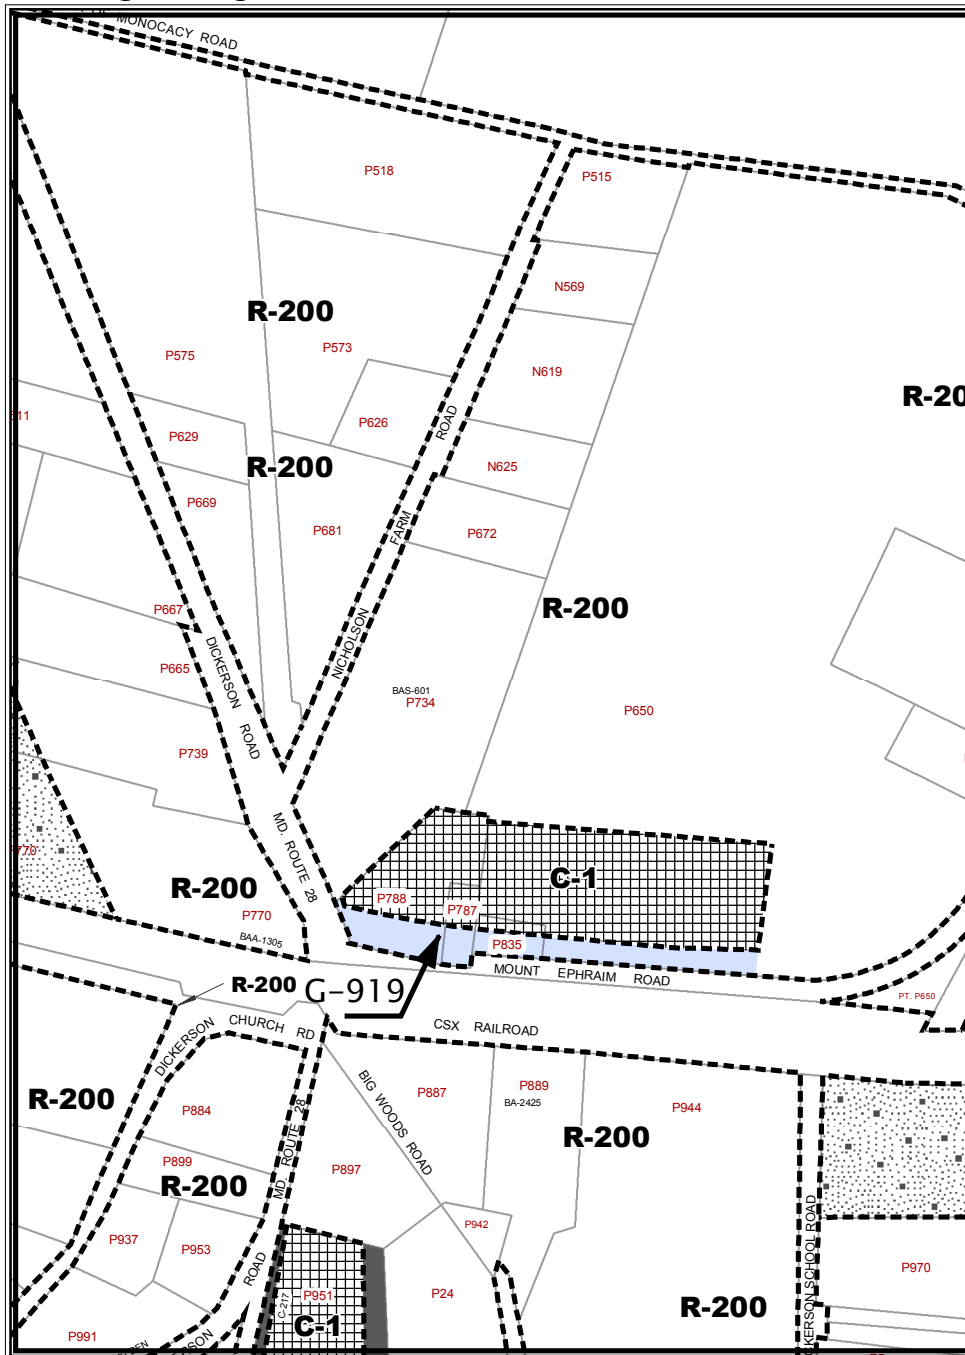 MONOCACY ROAD
P518
P515
N569
R-200
P573
P575
N619
R-20
11
P626
ROAD
P629
R-200
N625
P669
FARM
P681
P672
P667
R-200
NICHOLSON
DICKERSON ROAD
P665
BAS-601
P734
P650
P739
MD. ROUTE 28
770
C-1
R-200
P788
P787
P770
BAA-1305
P835
MOUNT EPHRAIM ROAD
R-200
G-919
PT. P650
DICKERSON CHURCH RD
CSX RAILROAD
BIG WOODS ROAD
P887
P889
BA-2425
P944
R-200
P884
MD. ROUTE 28
R-200
P899
P897
R-200
P942
DICKERSON SCHOOL ROAD
P937
P953
ROAD
P970
C-217
P951
P24
C-1
R-200
P991